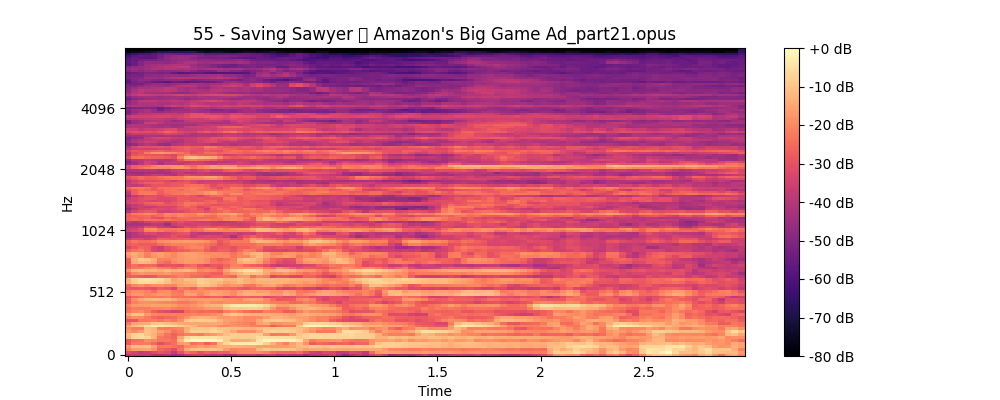 55 - Saving Sawyer ▯ Amazon's Big Game Ad_part21.opus
4096
2048
1024
512
0
Hz
0
0.5
1
1.5
2
2.5
Time
+0 dB
-10 dB
-20 dB
-30 dB
-40 dB
-50 dB
-60 dB
-70 dB
-80 dB